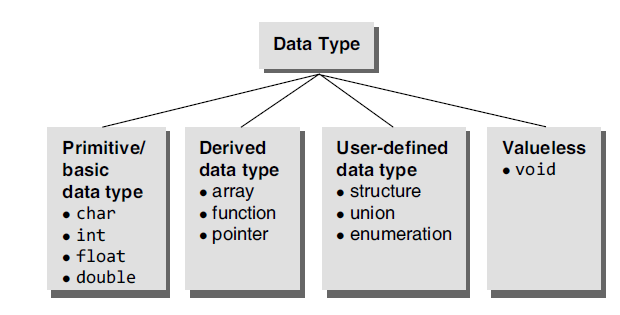 Data Type
Primitive/
basic
data type
• char
• int
• float
• double
Derived
data type
• array
• function
• pointer
User-defined
data type
• structure
• union
• enumeration
Valueless
• void